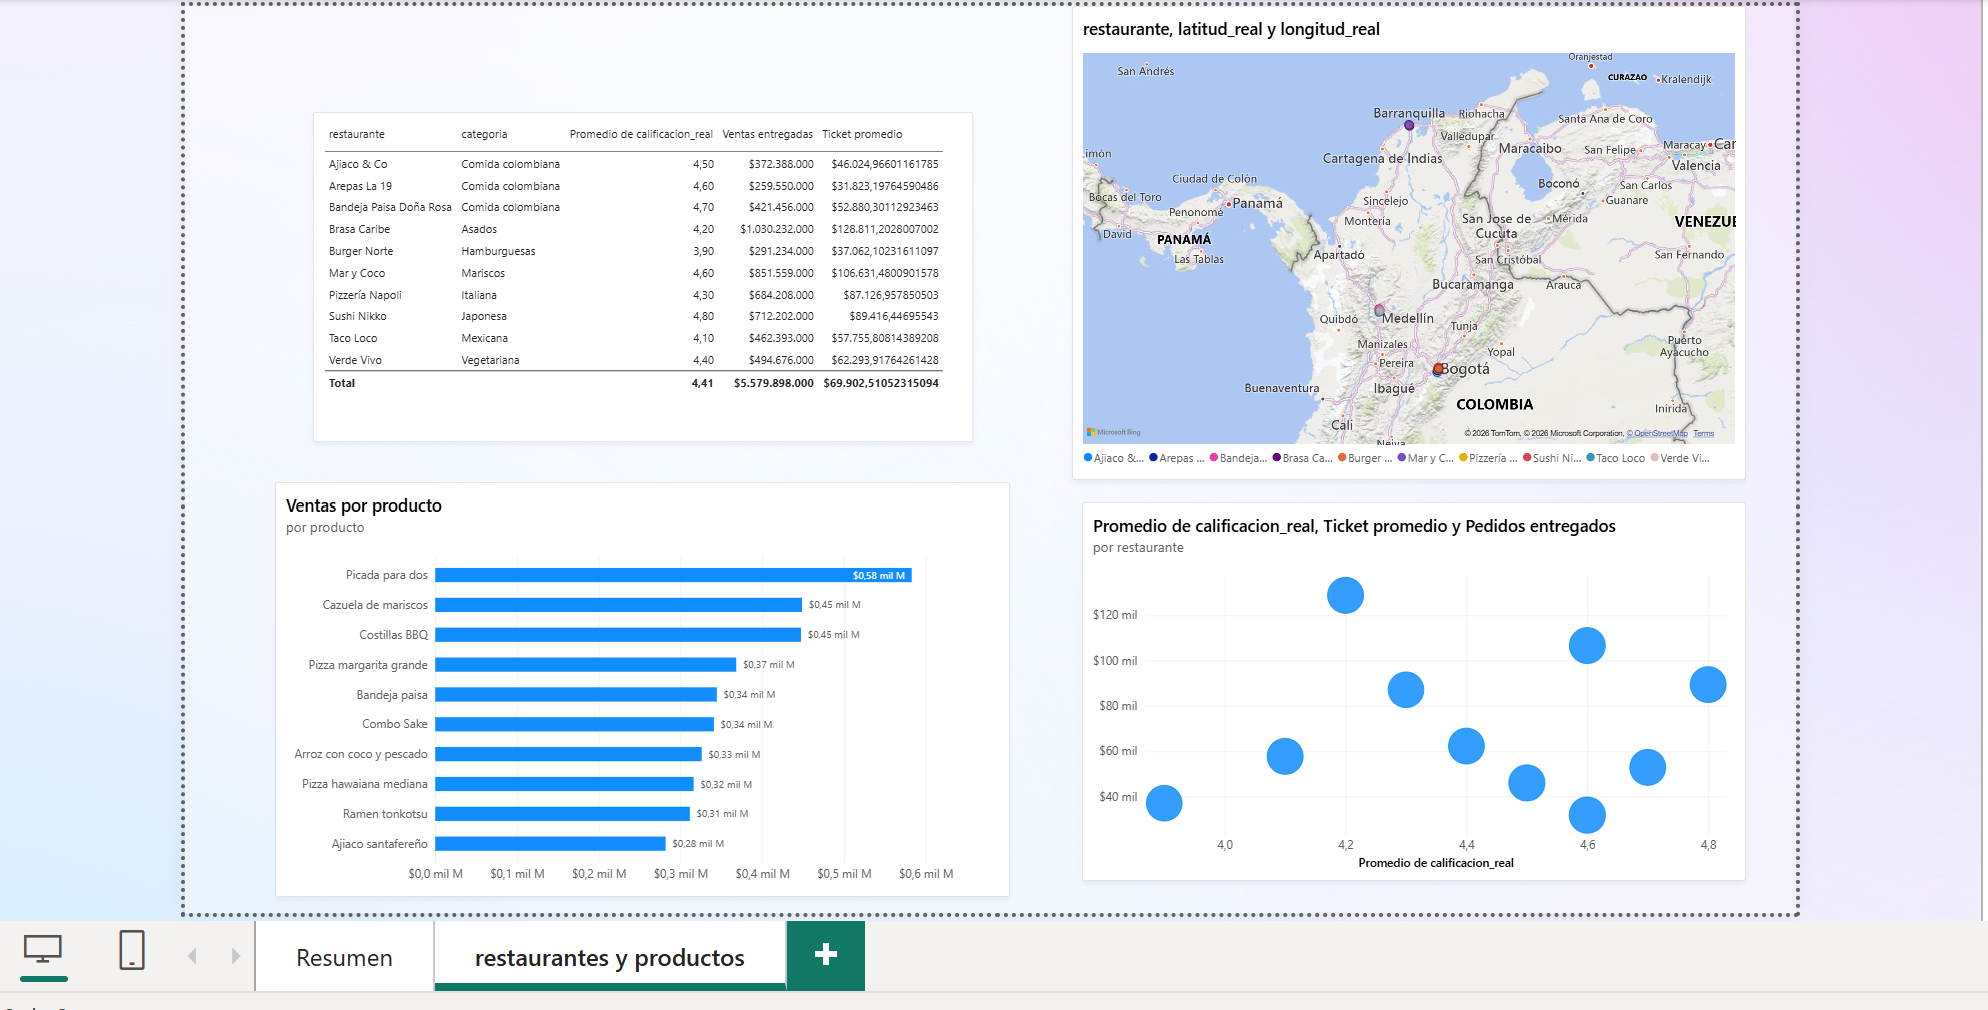 restaurante categoria Promedio de calificacion_real Ventas entregadas Ticket promedio
Ajiaco & Co Comida colombiana 4,50 $372.388.000 $46.024,96601161785
Arepas La 19 Comida colombiana 4,60 $259.550.000 $31.823,19764590486
Bandeja Paisa Doña Rosa Comida colombiana 4,70 $421.456.000 $52.880,30112923463
Brasa Caribe Asados 4,20 $1.030.232.000 $128.811,2028007002
Burger Norte Hamburguesas 3,90 $291.234.000 $37.062,10231611097
Mar y Coco Mariscos 4,60 $851.559.000 $106.631,4800901578
Pizzería Napoli Italiana 4,30 $684.208.000 $87.126,957850503
Sushi Nikko Japonesa 4,80 $712.202.000 $89.416,44695543
Taco Loco Mexicana 4,10 $462.393.000 $57.755,80814389208
Verde Vivo Vegetariana 4,40 $494.676.000 $62.293,91764261428
Total 4,41 $5.579.898.000 $69.902,51052315094
restaurante, latitud_real y longitud_real
Oranjestad
San Andrés
CURAZAO
Kralendijk
Barranquilla
Riohacha
Santa Ana de Coro
Valledupar
Maracaibo
San Felipe
Maracay
Car
imón
Cartagena de Indias
Valencia
Ciudad de Colón
Boconó
San Carlos
Bocas del Toro
Penonomé
Panamá
Sincelejo
Guanare
Montería
San Jose de
Cucuta
Mérida
VENEZUE
David
PANAMÁ
Las Tablas
Apartadó
San Cristóbal
San Fernando
Bucaramanga
Arauca
Quibdó
Medellín
Tunja
Manizales
Yopal
Puerto
Ayacucho
Pereira
Bogotá
Buenaventura
Ibagué
COLOMBIA
Inírida
Cali
Neiva
Microsoft Bing
© 2026 TomTom, © 2026 Microsoft Corporation, © OpenStreetMap Terms
Ajiaco &... Arepas ... Bandeja... Brasa Ca... Burger ... Mar y C... Pizzería ... Sushi Ni... Taco Loco Verde Vi...
Ventas por producto
por producto
Picada para dos $0,58 mil M
Cazuela de mariscos $0,45 mil M
Costillas BBQ $0,45 mil M
Pizza margarita grande $0,37 mil M
Bandeja paisa $0,34 mil M
Combo Sake $0,34 mil M
Arroz con coco y pescado $0,33 mil M
Pizza hawaiana mediana $0,32 mil M
Ramen tonkotsu $0,31 mil M
Ajiaco santafereño $0,28 mil M
$0,0 mil M $0,1 mil M $0,2 mil M $0,3 mil M $0,4 mil M $0,5 mil M $0,6 mil M
Promedio de calificacion_real, Ticket promedio y Pedidos entregados
por restaurante
$120 mil
$100 mil
$80 mil
$60 mil
$40 mil
4,0 4,2 4,4 4,6 4,8
Promedio de calificacion_real
Resumen restaurantes y productos